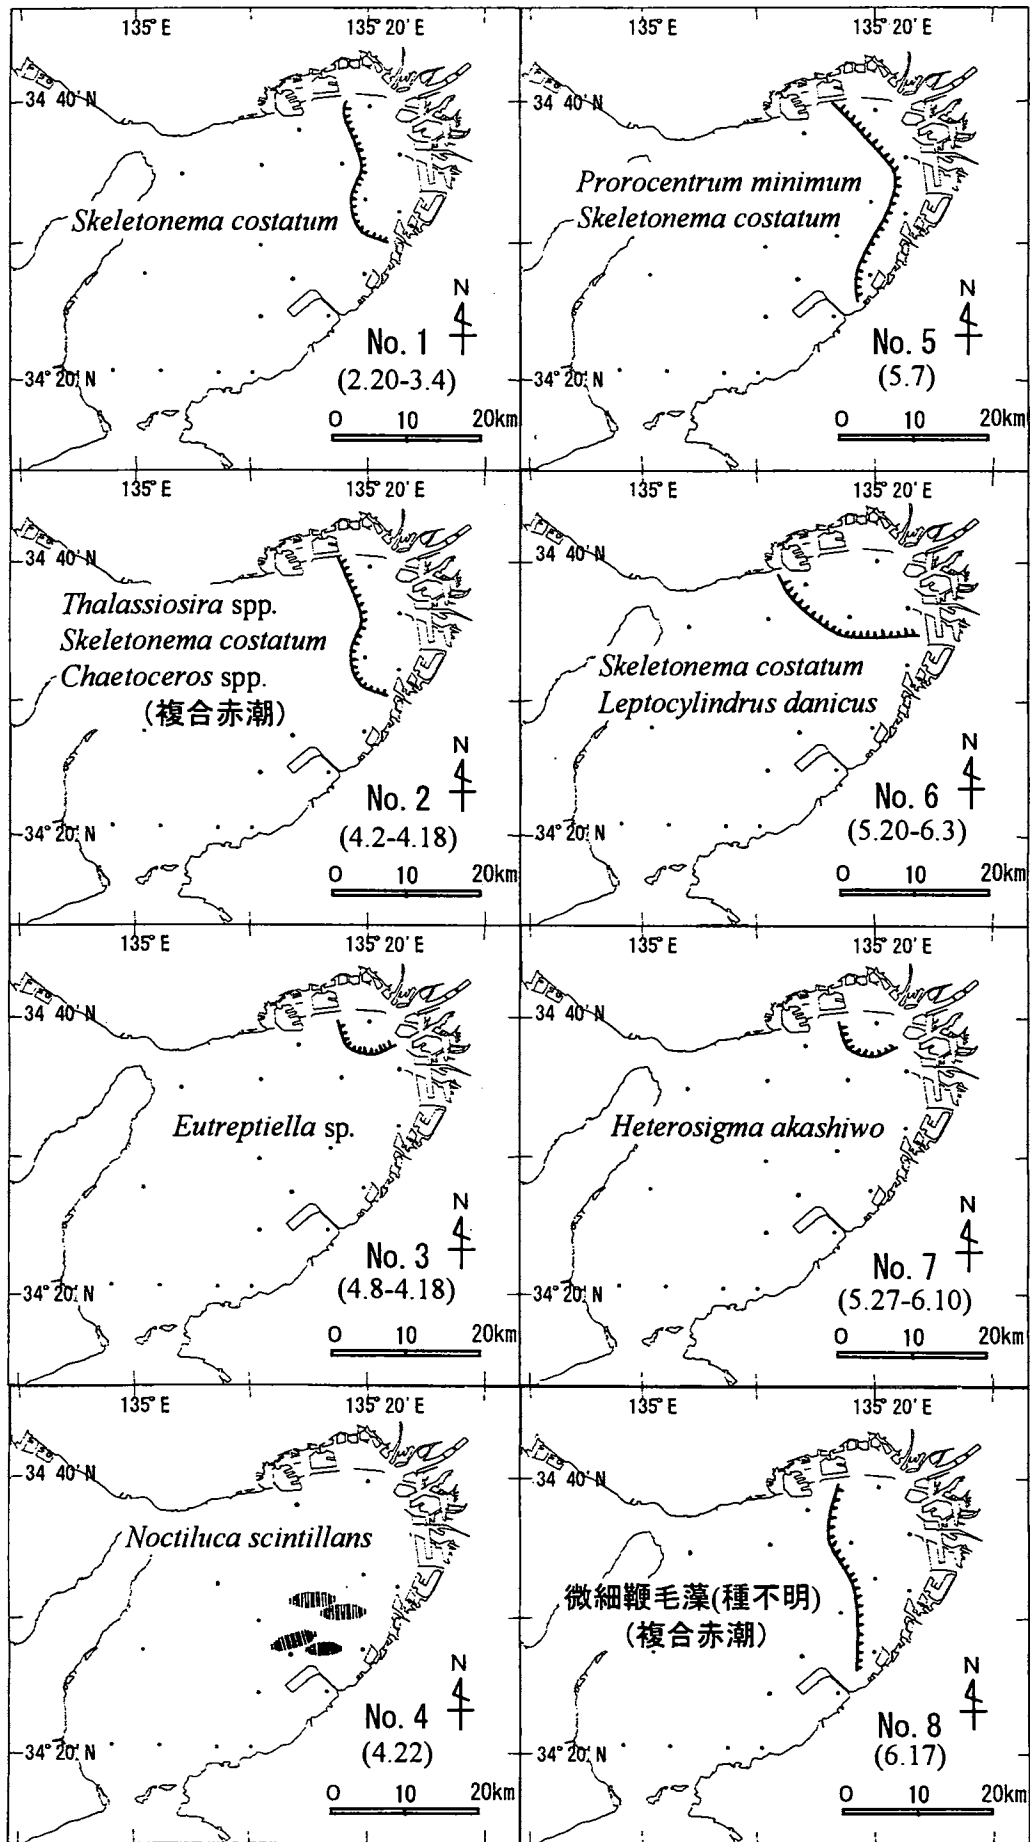 135° E
135° 20' E
34 40' N
Skeletonema costatum
N
No. 1
(2.20-3.4)
34° 20' N
0 10 20km
135° E
135° 20' E
34 40' N
Thalassiosira spp.
Skeletonema costatum
Chaetoceros spp.
(複合赤潮)
N
No. 2
(4.2-4.18)
34° 20' N
0 10 20km
135° E
135° 20' E
34 40' N
Eutreptiella sp.
N
No. 3
(4.8-4.18)
34° 20' N
0 10 20km
135° E
135° 20' E
34 40' N
Noctiluca scintillans
N
No. 4
(4.22)
34° 20' N
0 10 20km
135° E
135° 20' E
34 40' N
Prorocentrum minimum
Skeletonema costatum
N
No. 5
(5.7)
34° 20' N
0 10 20km
135° E
135° 20' E
34 40' N
Skeletonema costatum
Leptocylindrus danicus
N
No. 6
(5.20-6.3)
34° 20' N
0 10 20km
135° E
135° 20' E
34 40' N
Heterosigma akashiwo
N
No. 7
(5.27-6.10)
34° 20' N
0 10 20km
135° E
135° 20' E
34 40' N
微細鞭毛藻(種不明)
(複合赤潮)
N
No. 8
(6.17)
34° 20' N
0 10 20km